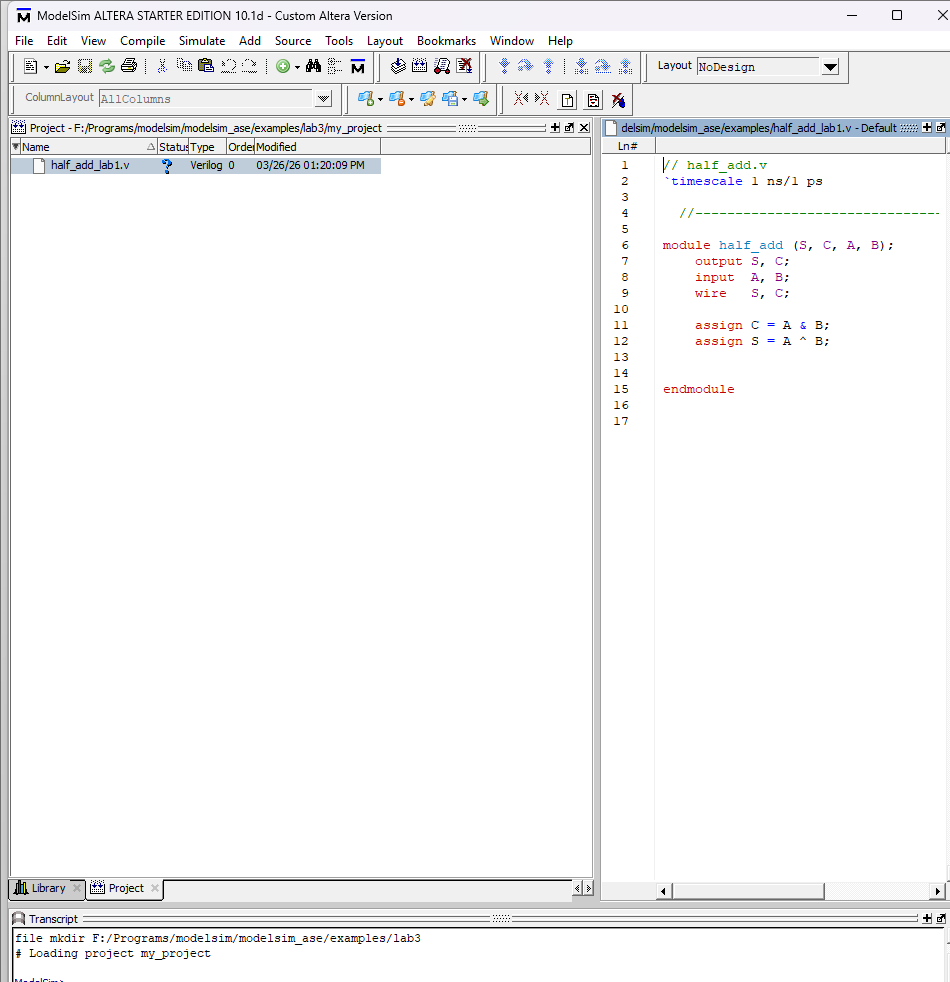 ModelSim ALTERA STARTER EDITION 10.1d - Custom Altera Version
File Edit View Compile Simulate Add Source Tools Layout Bookmarks Window Help
Layout NoDesign
ColumnLayout AllColumns
Project - F:/Programs/modelsim/modelsim_ase/examples/lab3/my_project
Name Status Type Order Modified
half_add_lab1.v ? Verilog 0 03/26/26 01:20:09 PM
delsim/modelsim_ase/examples/half_add_lab1.v - Default
Ln#
1 // half_add.v
2 `timescale 1 ns/1 ps
3
4 //-------------------------------
5
6 module half_add (S, C, A, B);
7 output S, C;
8 input A, B;
9 wire S, C;
10
11 assign C = A & B;
12 assign S = A ^ B;
13
14
15 endmodule
16
17
Library Project
Transcript
file mkdir F:/Programs/modelsim/modelsim_ase/examples/lab3
# Loading project my_project
ModelSim>